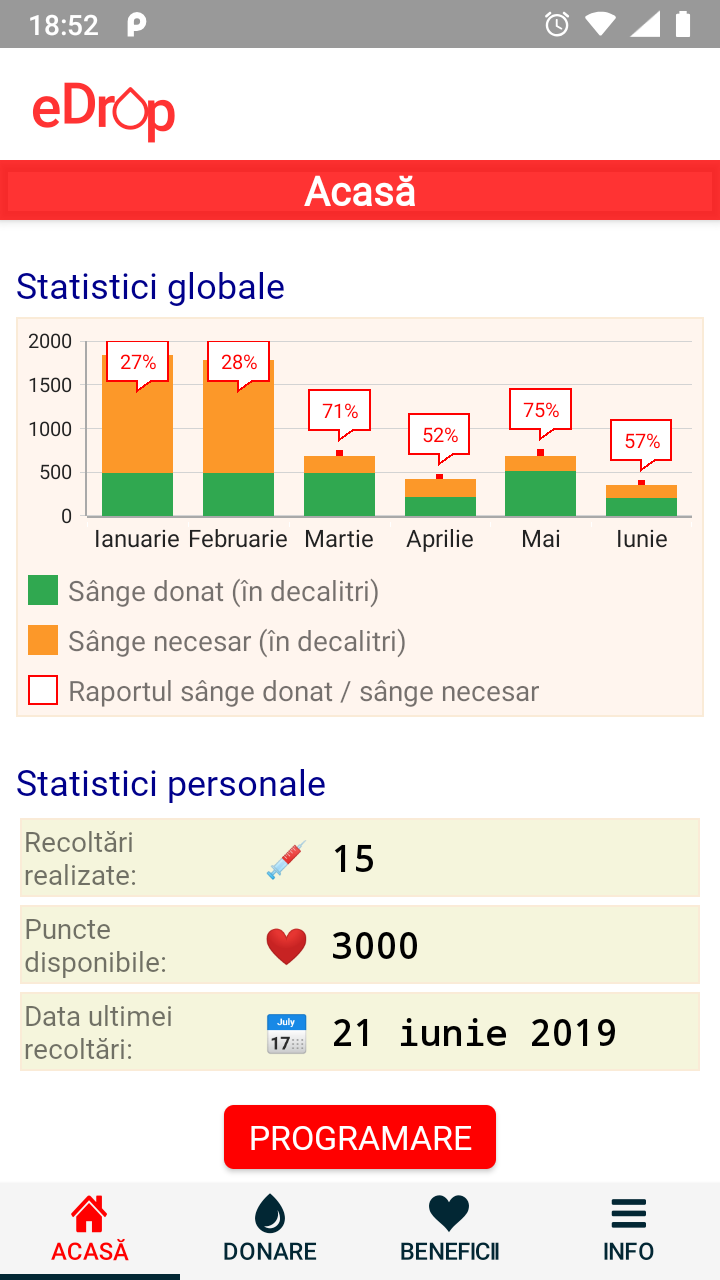 18:52
eDrop
Acasă
Statistici globale
2000
1500
1000
500
0
27%
28%
71%
52%
75%
57%
Ianuarie Februarie Martie Aprilie Mai Iunie
Sânge donat (în decalitri)
Sânge necesar (în decalitri)
Raportul sânge donat / sânge necesar
Statistici personale
Recoltări
realizate:
15
Puncte
disponibile:
3000
Data ultimei
recoltări:
July
17
21 iunie 2019
PROGRAMARE
ACASĂ DONARE BENEFICII INFO